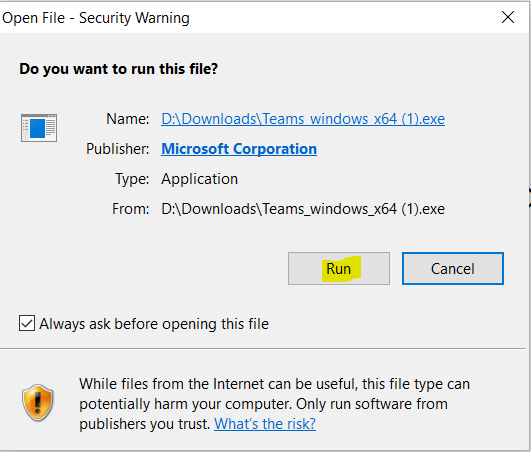 Open File - Security Warning
Do you want to run this file?
Name: D:\Downloads\Teams_windows_x64 (1).exe
Publisher: Microsoft Corporation
Type: Application
From: D:\Downloads\Teams_windows_x64 (1).exe
Run Cancel
Always ask before opening this file
While files from the Internet can be useful, this file type can
potentially harm your computer. Only run software from
publishers you trust. What's the risk?